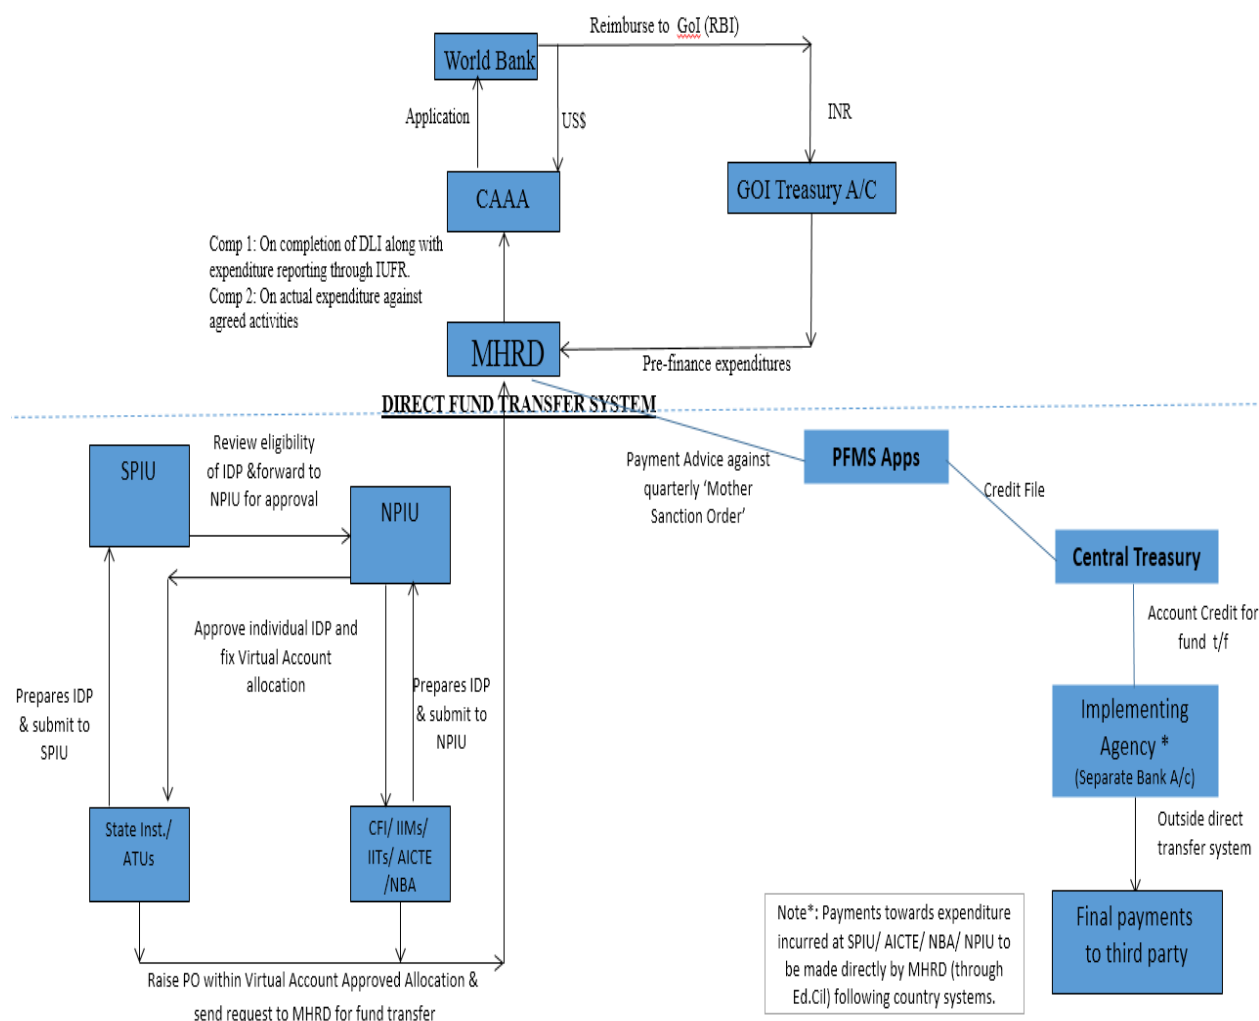 Reimburse to GoI (RBI)
World Bank
Application
US$
INR
CAAA
GOI Treasury A/C
Comp 1: On completion of DLI along with
expenditure reporting through IUFR.
Comp 2: On actual expenditure against
agreed activities
MHRD
Pre-finance expenditures
DIRECT FUND TRANSFER SYSTEM
SPIU
Review eligibility
of IDP &forward to
NPIU for approval
NPIU
Payment Advice against
quarterly ‘Mother
Sanction Order’
PFMS Apps
Credit File
Central Treasury
Account Credit for
fund t/f
Approve individual IDP and
fix Virtual Account
allocation
Prepares IDP
& submit to
SPIU
Prepares IDP
& submit to
NPIU
Implementing
Agency *
(Separate Bank A/c)
Outside direct
transfer system
State Inst./
ATUs
CFI/ IIMs/
IITs/ AICTE
/NBA
Final payments
to third party
Note*: Payments towards expenditure
incurred at SPIU/ AICTE/ NBA/ NPIU to
be made directly by MHRD (through
Ed.Cil) following country systems.
Raise PO within Virtual Account Approved Allocation &
send request to MHRD for fund transfer